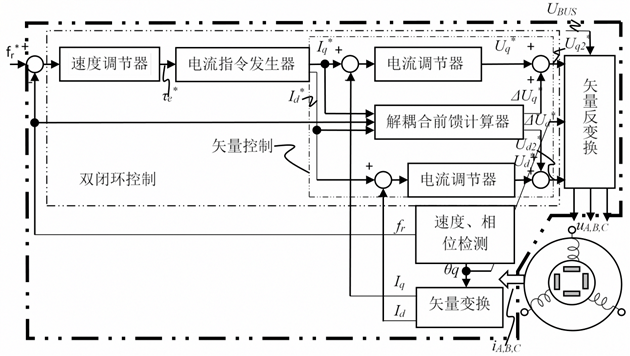 U_BUS
f_r^*
+
速度调节器
τ_e^*
电流指令发生器
I_q^*
+
电流调节器
U_q^*
+
U_q2^*
I_d^*
解耦合前馈计算器
ΔU_q^*
+
ΔU_d^*
矢量反变换
矢量控制
双闭环控制
+
电流调节器
U_d2^*
U_d^*
+
+
f_r
速度、相位检测
u_A,B,C
θq
I_q
I_d
矢量变换
i_A,B,C